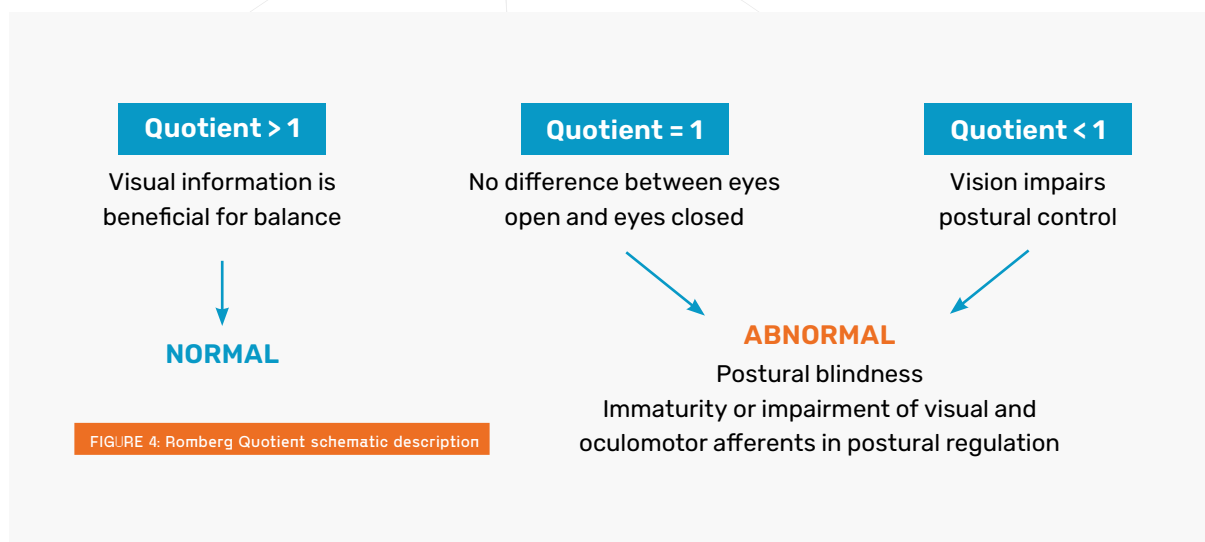 Quotient > 1
Visual information is
beneficial for balance
NORMAL
Quotient = 1
No difference between eyes
open and eyes closed
Quotient < 1
Vision impairs
postural control
ABNORMAL
Postural blindness
Immaturity or impairment of visual and
oculomotor afferents in postural regulation
FIGURE 4: Romberg Quotient schematic description